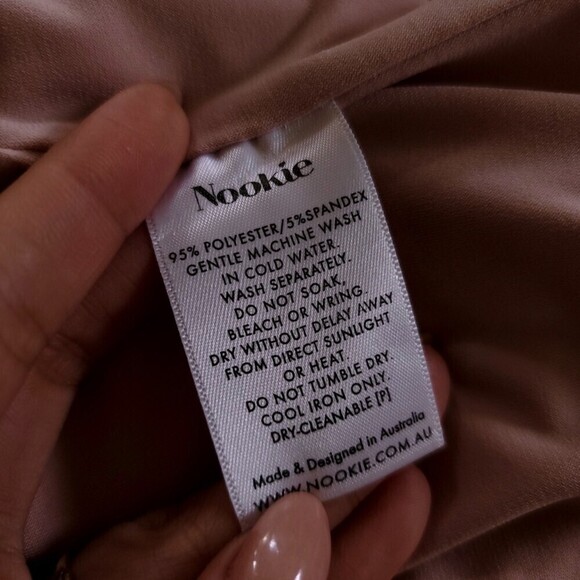 Nookie
95% POLYESTER/5%SPANDEX
GENTLE MACHINE WASH
IN COLD WATER.
WASH SEPARATELY.
DO NOT SOAK,
BLEACH OR WRING.
DRY WITHOUT DELAY AWAY
FROM DIRECT SUNLIGHT
OR HEAT.
DO NOT TUMBLE DRY.
COOL IRON ONLY.
DRY-CLEANABLE [P]
Made & Designed in Australia
WWW.NOOKIE.COM.AU